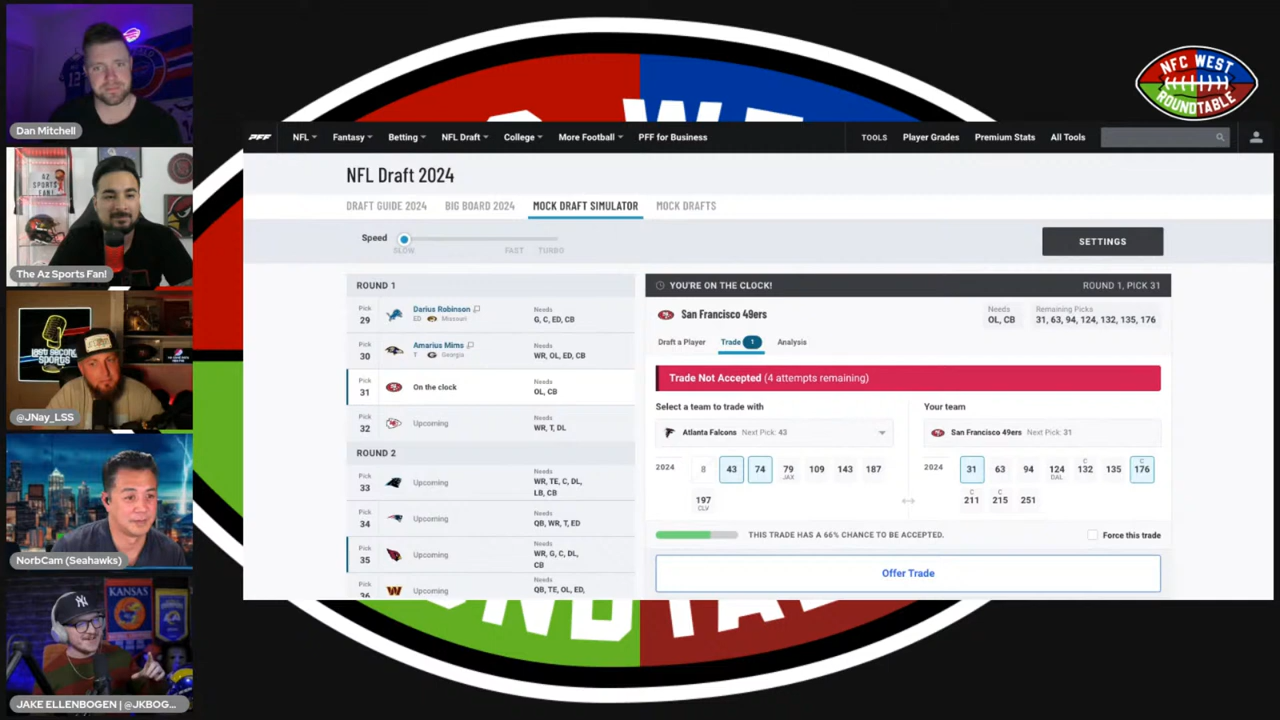 Dan Mitchell
The Az Sports Fan!
@JNay_LSS
NorbCam (Seahawks)
JAKE ELLENBOGEN | @JKBOG...
AZ
SPORTS
FAN!
last second
sports
KANSAS
NFC WEST
ROUNDTABLE
PFF
NFL
Fantasy
Betting
NFL Draft
College
More Football
PFF for Business
TOOLS
Player Grades
Premium Stats
All Tools
NFL Draft 2024
DRAFT GUIDE 2024
BIG BOARD 2024
MOCK DRAFT SIMULATOR
MOCK DRAFTS
Speed
SLOW
FAST
TURBO
SETTINGS
ROUND 1
Pick
29
Darius Robinson
ED
Missouri
Needs
G, C, ED, CB
Pick
30
Amarius Mims
T
Georgia
Needs
WR, OL, ED, CB
Pick
31
On the clock
Needs
OL, CB
Pick
32
Upcoming
Needs
WR, T, DL
ROUND 2
Pick
33
Upcoming
Needs
WR, TE, C, DL,
LB, CB
Pick
34
Upcoming
Needs
QB, WR, T, ED
Pick
35
Upcoming
Needs
WR, G, C, DL,
CB
Pick
36
Upcoming
Needs
QB, TE, OL, ED,
YOU'RE ON THE CLOCK!
ROUND 1, PICK 31
San Francisco 49ers
Needs
OL, CB
Remaining Picks
31, 63, 94, 124, 132, 135, 176
Draft a Player
Trade 1
Analysis
Trade Not Accepted (4 attempts remaining)
Select a team to trade with
Atlanta Falcons Next Pick: 43
2024
8
43
74
79
JAX
109
143
187
197
CLV
Your team
San Francisco 49ers Next Pick: 31
2024
31
63
94
124
DAL
C
132
135
C
176
C
211
C
215
251
THIS TRADE HAS A 66% CHANCE TO BE ACCEPTED.
Force this trade
Offer Trade